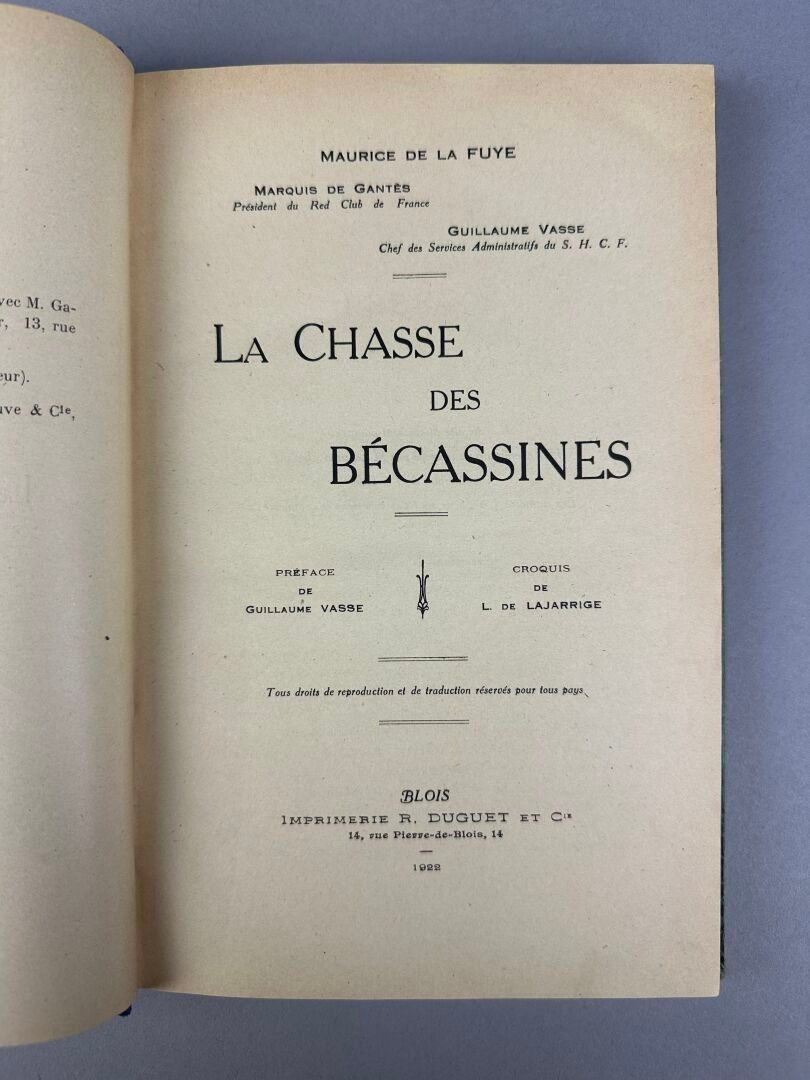 vec M. Ga-
r, 13, rue
eur).
uve & Cie,
MAURICE DE LA FUYE
MARQUIS DE GANTÈS
Président du Red Club de France
GUILLAUME VASSE
Chef des Services Administratifs du S. H. C. F.
LA CHASSE
DES
BÉCASSINES
PRÉFACE
DE
GUILLAUME VASSE
CROQUIS
DE
L. DE LAJARRIGE
Tous droits de reproduction et de traduction réservés pour tous pays
BLOIS
IMPRIMERIE R. DUGUET ET Cie
14, rue Pierre-de-Blois, 14
1922